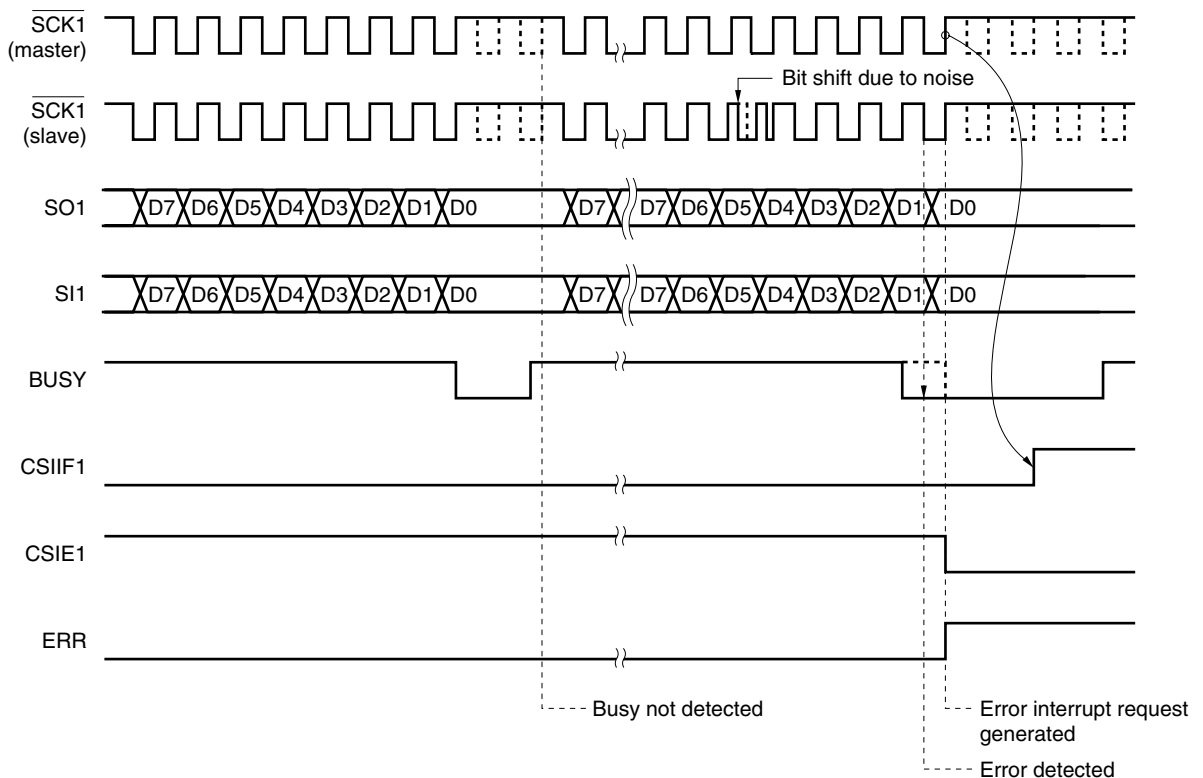 SCK1
(master)
Bit shift due to noise
SCK1
(slave)
SO1
D7 D6 D5 D4 D3 D2 D1 D0 D7 D7 D6 D5 D4 D3 D2 D1 D0
SI1
D7 D6 D5 D4 D3 D2 D1 D0 D7 D7 D6 D5 D4 D3 D2 D1 D0
BUSY
CSIIF1
CSIE1
ERR
Busy not detected
Error interrupt request
generated
Error detected